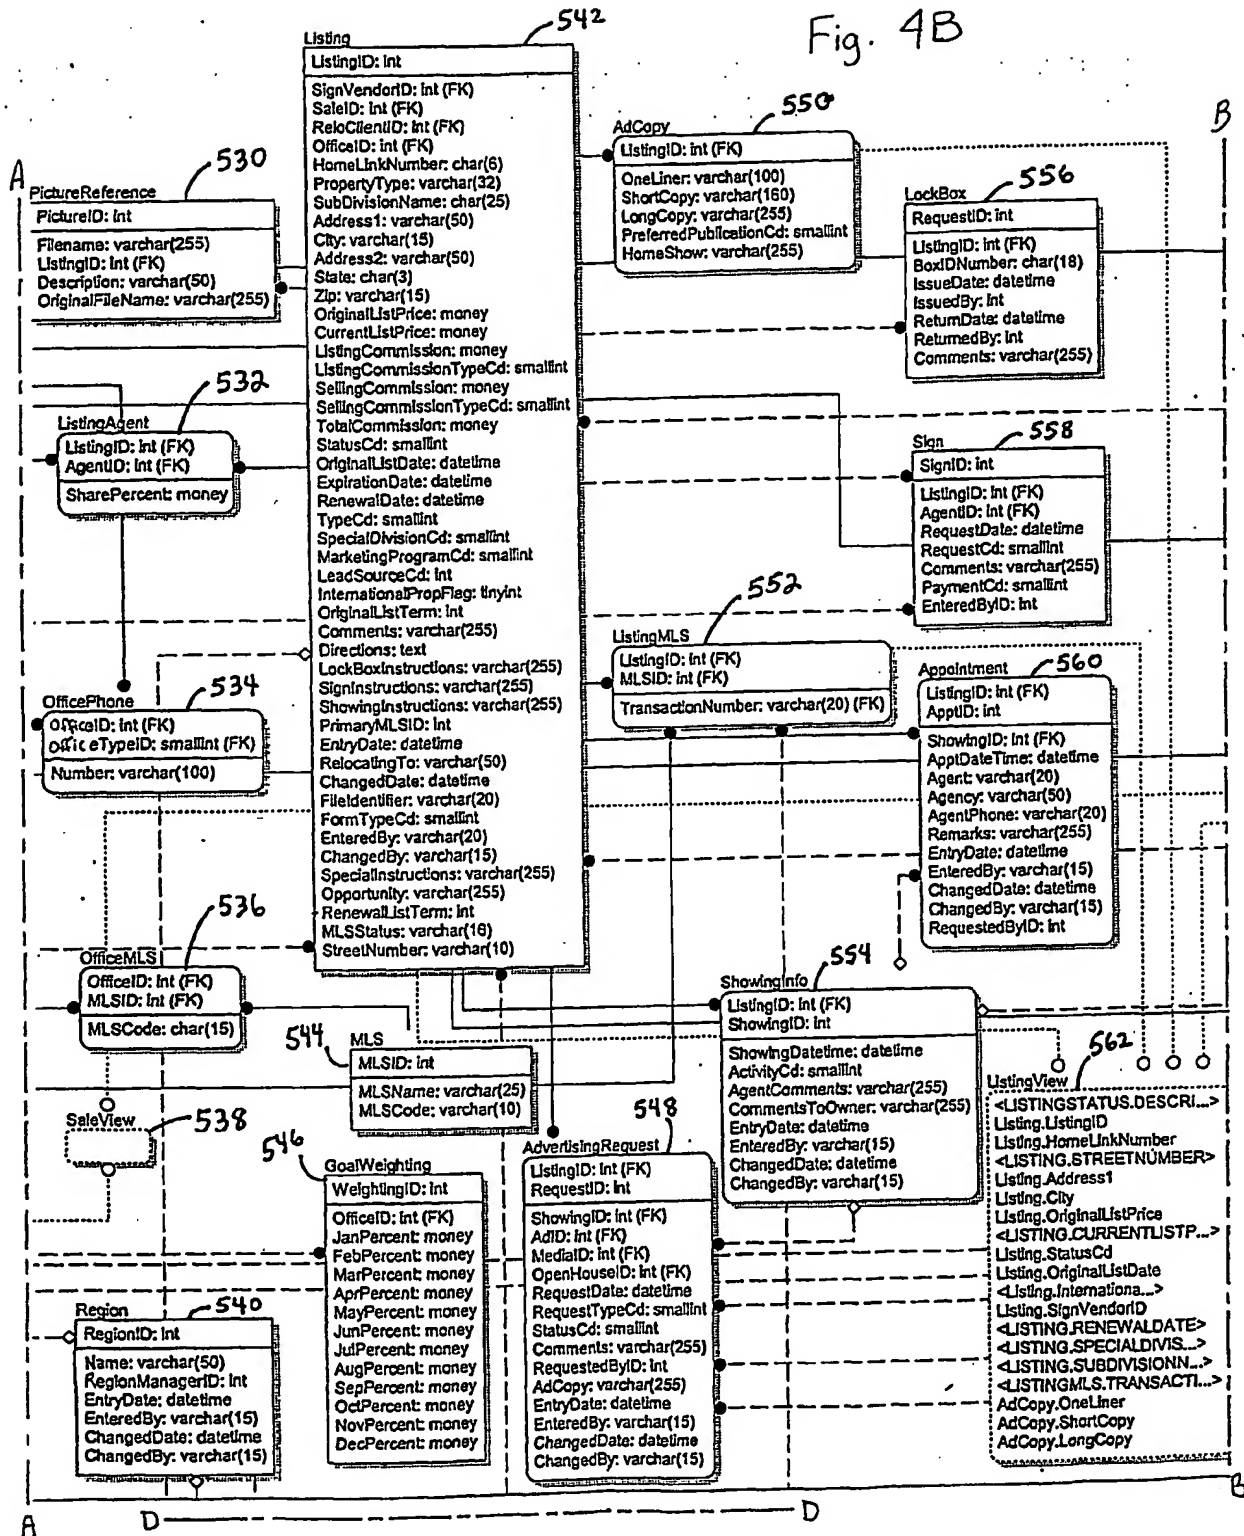 Fig. 4B
A
B
530
PictureReference
PictureID: int
Filename: varchar(255)
ListingID: int (FK)
Description: varchar(50)
OriginalFileName: varchar(255)
532
ListingAgent
ListingID: int (FK)
AgentID: int (FK)
SharePercent: money
534
OfficePhone
OfficeID: int (FK)
OfficeTypeID: smallint (FK)
Number: varchar(100)
536
OfficeMLS
OfficeID: int (FK)
MLSID: int (FK)
MLSCode: char(15)
SaleView
538
540
Region
RegionID: int
Name: varchar(50)
RegionManagerID: int
EntryDate: datetime
EnteredBy: varchar(15)
ChangedDate: datetime
ChangedBy: varchar(15)
542
Listing
ListingID: int
SignVendorID: int (FK)
SaleID: int (FK)
ReloClientID: int (FK)
OfficeID: int (FK)
HomeLinkNumber: char(6)
PropertyType: varchar(32)
SubDivisionName: char(25)
Address1: varchar(50)
City: varchar(15)
Address2: varchar(50)
State: char(3)
Zip: varchar(15)
OriginalListPrice: money
CurrentListPrice: money
ListingCommission: money
ListingCommissionTypeCd: smallint
SellingCommission: money
SellingCommissionTypeCd: smallint
TotalCommission: money
StatusCd: smallint
OriginalListDate: datetime
ExpirationDate: datetime
RenewalDate: datetime
TypeCd: smallint
SpecialDivisionCd: smallint
MarketingProgramCd: smallint
LeadSourceCd: int
InternationalPropFlag: tinyint
OriginalListTerm: int
Comments: varchar(255)
Directions: text
LockBoxInstructions: varchar(255)
SignInstructions: varchar(255)
ShowingInstructions: varchar(255)
PrimaryMLSID: int
EntryDate: datetime
RelocatingTo: varchar(50)
ChangedDate: datetime
FileIdentifier: varchar(20)
FormTypeCd: smallint
EnteredBy: varchar(20)
ChangedBy: varchar(15)
SpecialInstructions: varchar(255)
Opportunity: varchar(255)
RenewalListTerm: int
MLSStatus: varchar(16)
StreetNumber: varchar(10)
544
MLS
MLSID: int
MLSName: varchar(25)
MLSCode: varchar(10)
546
GoalWeighting
WeightingID: int
OfficeID: int (FK)
JanPercent: money
FebPercent: money
MarPercent: money
AprPercent: money
MayPercent: money
JunPercent: money
JulPercent: money
AugPercent: money
SepPercent: money
OctPercent: money
NovPercent: money
DecPercent: money
548
AdvertisingRequest
ListingID: int (FK)
RequestID: int
ShowingID: int (FK)
AdID: int (FK)
MediaID: int (FK)
OpenHouseID: int (FK)
RequestDate: datetime
RequestTypeCd: smallint
StatusCd: smallint
Comments: varchar(255)
RequestedByID: int
AdCopy: varchar(255)
EntryDate: datetime
EnteredBy: varchar(15)
ChangedDate: datetime
ChangedBy: varchar(15)
550
AdCopy
ListingID: int (FK)
OneLiner: varchar(100)
ShortCopy: varchar(160)
LongCopy: varchar(255)
PreferredPublicationCd: smallint
HomeShow: varchar(255)
552
ListingMLS
ListingID: int (FK)
MLSID: int (FK)
TransactionNumber: varchar(20) (FK)
554
ShowingInfo
ListingID: int (FK)
ShowingID: int
ShowingDatetime: datetime
ActivityCd: smallint
AgentComments: varchar(255)
CommentsToOwner: varchar(255)
EntryDate: datetime
EnteredBy: varchar(15)
ChangedDate: datetime
ChangedBy: varchar(15)
556
LockBox
RequestID: int
ListingID: int (FK)
BoxIDNumber: char(18)
IssueDate: datetime
IssuedBy: int
ReturnDate: datetime
ReturnedBy: int
Comments: varchar(255)
558
Sign
SignID: int
ListingID: int (FK)
AgentID: int (FK)
RequestDate: datetime
RequestCd: smallint
Comments: varchar(255)
PaymentCd: smallint
EnteredByID: int
560
Appointment
ListingID: int (FK)
ApptID: int
ShowingID: int (FK)
ApptDateTime: datetime
Agent: varchar(20)
Agency: varchar(50)
AgentPhone: varchar(20)
Remarks: varchar(255)
EntryDate: datetime
EnteredBy: varchar(15)
ChangedDate: datetime
ChangedBy: varchar(15)
RequestedByID: int
562
ListingView
<LISTINGSTATUS.DESCRI...>
Listing.ListingID
Listing.HomeLinkNumber
<LISTING.STREETNUMBER>
Listing.Address1
Listing.City
Listing.OriginalListPrice
<LISTING.CURRENTLISTP...>
Listing.StatusCd
Listing.OriginalListDate
<Listing.Internationa...>
Listing.SignVendorID
<LISTING.RENEWALDATE>
<LISTING.SPECIALDIVIS...>
<LISTING.SUBDIVISIONN...>
<LISTINGMLS.TRANSACTI...>
AdCopy.OneLiner
AdCopy.ShortCopy
AdCopy.LongCopy
A
D
D
B